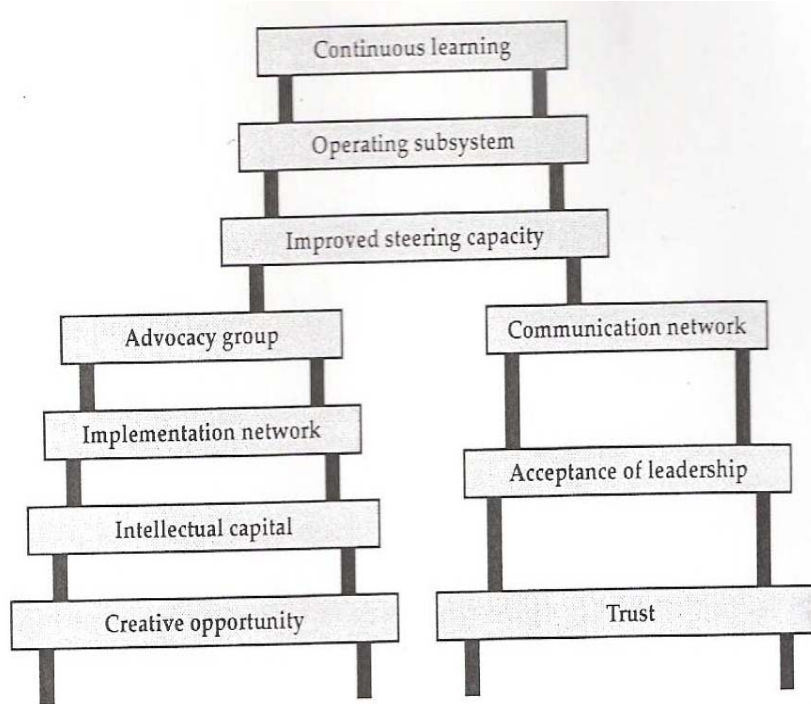 Continuous learning
Operating subsystem
Improved steering capacity
Advocacy group
Communication network
Implementation network
Acceptance of leadership
Intellectual capital
Creative opportunity
Trust